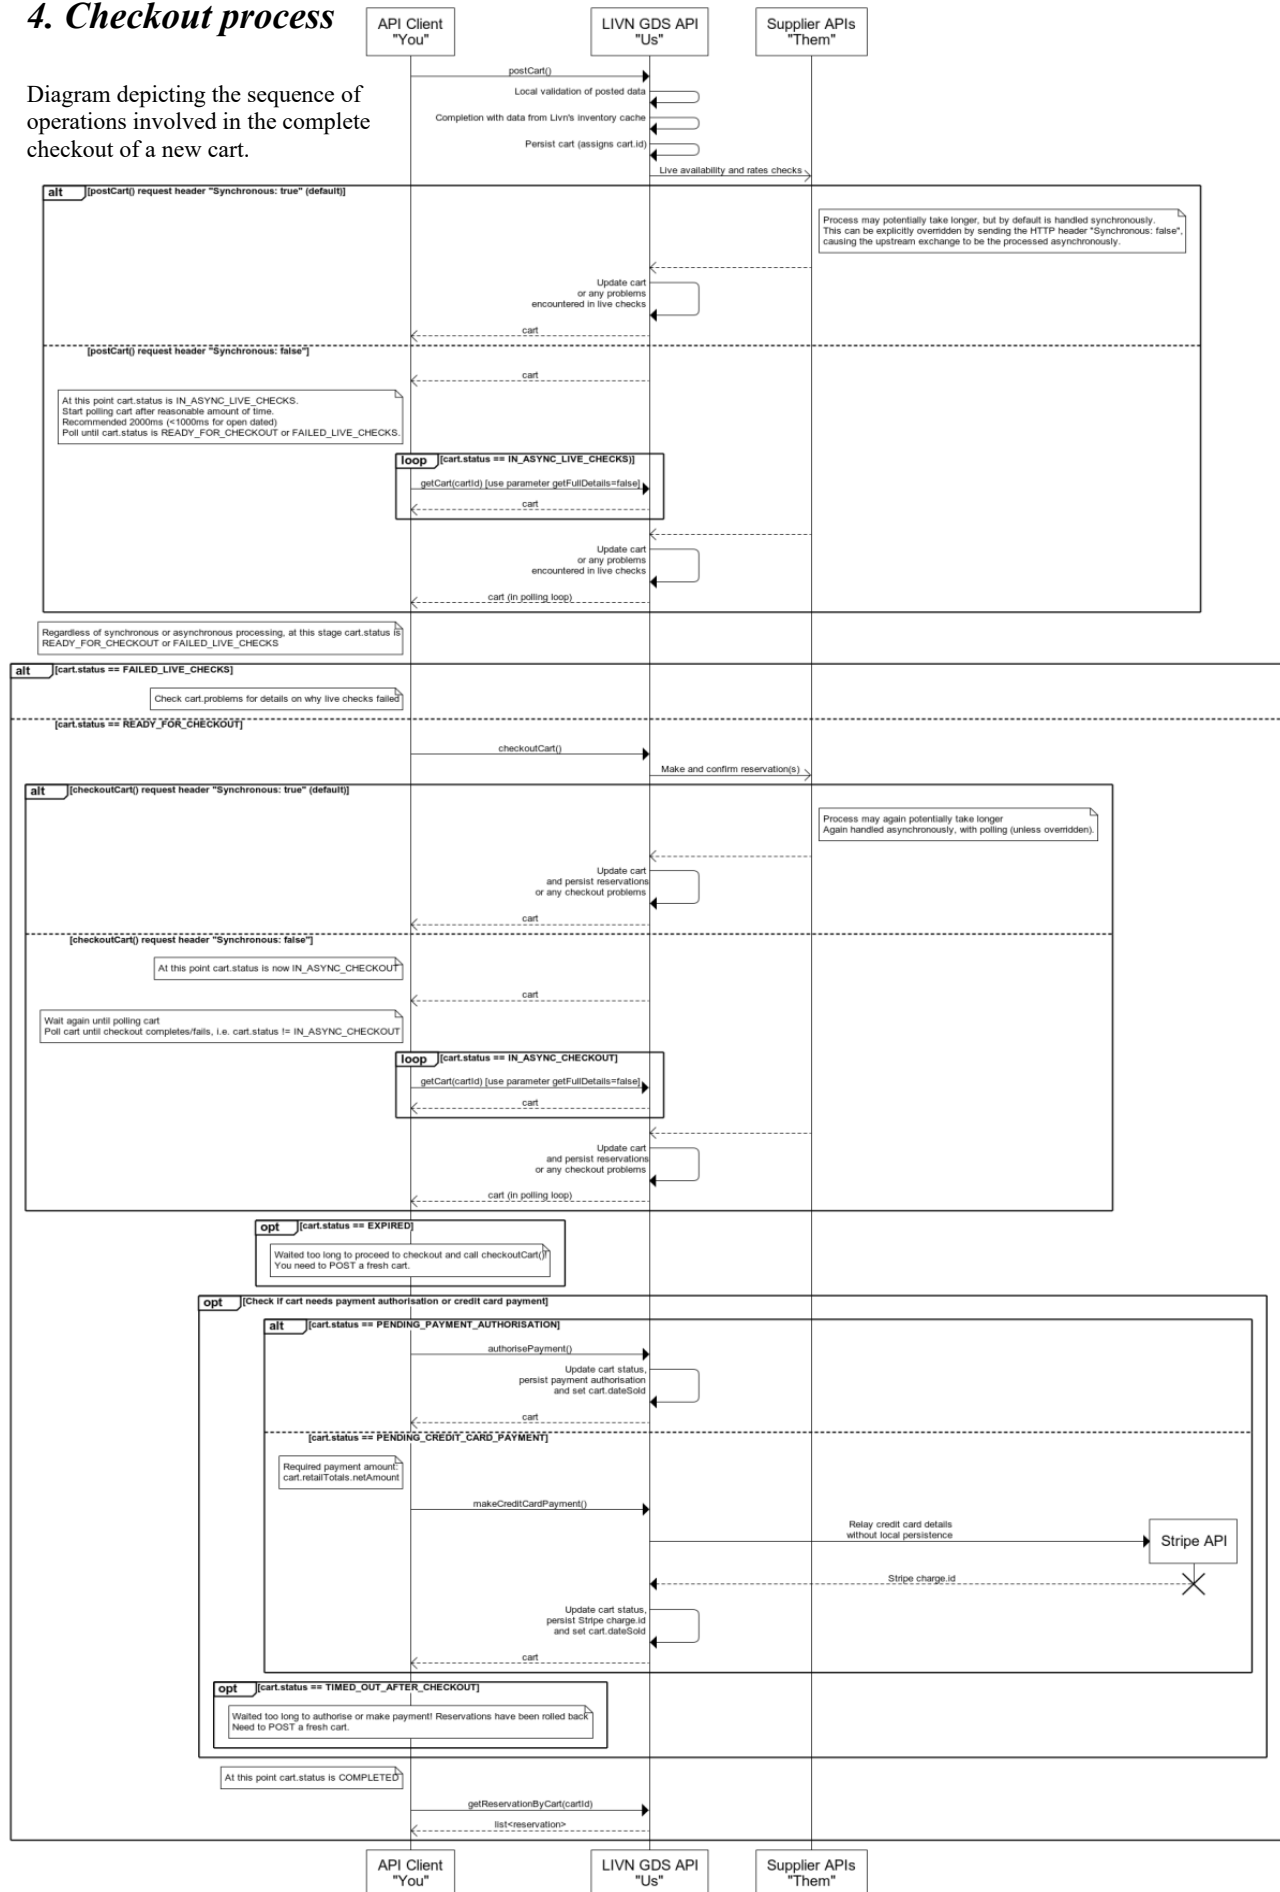 4. Checkout process
API Client
"You"
LIVN GDS API
"Us"
Supplier APIs
"Them"
Diagram depicting the sequence of
operations involved in the complete
checkout of a new cart.
postCart()
Local validation of posted data
Completion with data from Livn's inventory cache
Persist cart (assigns cart.id)
Live availability and rates checks
alt
[postCart() request header "Synchronous: true" (default)]
Process may potentially take longer, but by default is handled synchronously.
This can be explicitly overridden by sending the HTTP header "Synchronous: false",
causing the upstream exchange to be the processed asynchronously.
Update cart
or any problems
encountered in live checks
cart
[postCart() request header "Synchronous: false"]
cart
At this point cart.status is IN_ASYNC_LIVE_CHECKS.
Start polling cart after reasonable amount of time.
Recommended 2000ms (<1000ms for open dated)
Poll until cart.status is READY_FOR_CHECKOUT or FAILED_LIVE_CHECKS.
loop
[cart.status == IN_ASYNC_LIVE_CHECKS)]
getCart(cartId) [use parameter getFullDetails=false]
cart
Update cart
or any problems
encountered in live checks
cart (in polling loop)
Regardless of synchronous or asynchronous processing, at this stage cart.status is
READY_FOR_CHECKOUT or FAILED_LIVE_CHECKS
alt
[cart.status == FAILED_LIVE_CHECKS]
Check cart.problems for details on why live checks failed
[cart.status == READY_FOR_CHECKOUT]
checkoutCart()
Make and confirm reservation(s)
alt
[checkoutCart() request header "Synchronous: true" (default)]
Process may again potentially take longer
Again handled asynchronously, with polling (unless overridden).
Update cart
and persist reservations
or any checkout problems
cart
[checkoutCart() request header "Synchronous: false"]
At this point cart.status is now IN_ASYNC_CHECKOUT
cart
Wait again until polling cart
Poll cart until checkout completes/fails, i.e. cart.status != IN_ASYNC_CHECKOUT
loop
[cart.status == IN_ASYNC_CHECKOUT]
getCart(cartId) [use parameter getFullDetails=false]
cart
Update cart
and persist reservations
or any checkout problems
cart (in polling loop)
opt
[cart.status == EXPIRED]
Waited too long to proceed to checkout and call checkoutCart()!
You need to POST a fresh cart.
opt
[Check if cart needs payment authorisation or credit card payment]
alt
[cart.status == PENDING_PAYMENT_AUTHORISATION]
authorisePayment()
Update cart status,
persist payment authorisation
and set cart.dateSold
cart
[cart.status == PENDING_CREDIT_CARD_PAYMENT]
Required payment amount:
cart.retailTotals.netAmount
makeCreditCardPayment()
Relay credit card details
without local persistence
Stripe API
Stripe charge.id
Update cart status,
persist Stripe charge.id
and set cart.dateSold
cart
opt
[cart.status == TIMED_OUT_AFTER_CHECKOUT]
Waited too long to authorise or make payment! Reservations have been rolled back
Need to POST a fresh cart.
At this point cart.status is COMPLETED
getReservationByCart(cartId)
list<reservation>
API Client
"You"
LIVN GDS API
"Us"
Supplier APIs
"Them"